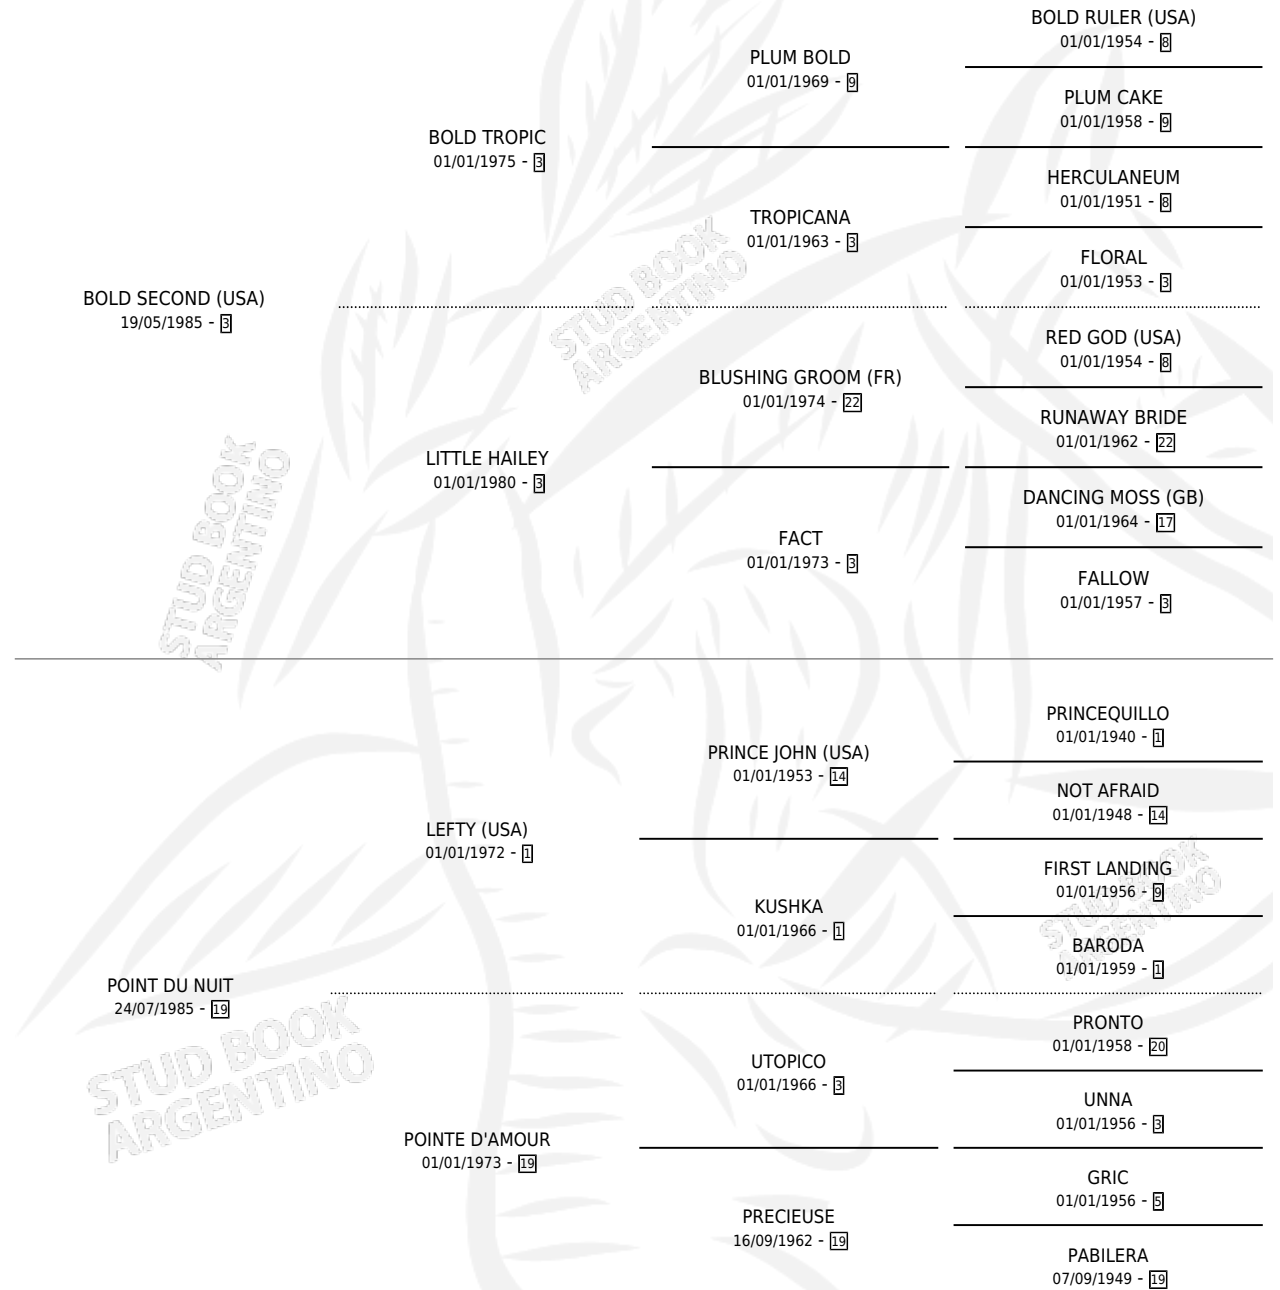 BOLD RULER (USA)
01/01/1954 - 8
PLUM BOLD
01/01/1969 - 9
PLUM CAKE
01/01/1958 - 9
BOLD TROPIC
01/01/1975 - 3
HERCULANEUM
01/01/1951 - 8
TROPICANA
01/01/1963 - 3
FLORAL
01/01/1953 - 3
BOLD SECOND (USA)
19/05/1985 - 3
RED GOD (USA)
01/01/1954 - 8
BLUSHING GROOM (FR)
01/01/1974 - 22
RUNAWAY BRIDE
01/01/1962 - 22
LITTLE HAILEY
01/01/1980 - 3
DANCING MOSS (GB)
01/01/1964 - 17
FACT
01/01/1973 - 3
FALLOW
01/01/1957 - 3
PRINCEQUILLO
01/01/1940 - 1
PRINCE JOHN (USA)
01/01/1953 - 14
NOT AFRAID
01/01/1948 - 14
LEFTY (USA)
01/01/1972 - 1
FIRST LANDING
01/01/1956 - 9
KUSHKA
01/01/1966 - 1
BARODA
01/01/1959 - 1
POINT DU NUIT
24/07/1985 - 19
PRONTO
01/01/1958 - 20
UTOPICO
01/01/1966 - 3
UNNA
01/01/1956 - 3
POINTE D'AMOUR
01/01/1973 - 19
GRIC
01/01/1956 - 5
PRECIEUSE
16/09/1962 - 19
PABILERA
07/09/1949 - 19
STUD BOOK
ARGENTINO
STUD BOOK
ARGENTINO
STUD BOOK
ARGENTINO
STUD BOOK
ARGENTINO